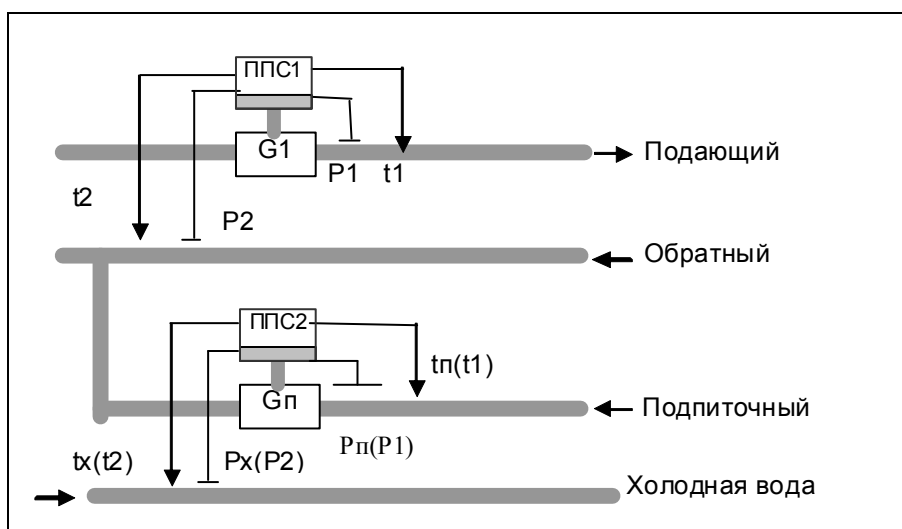 ППС1
G1
P1 t1
Подающий
t2
P2
Обратный
ППС2
tп(t1)
Gп
Подпиточный
Pп(P1)
tx(t2)
Px(P2)
Холодная вода